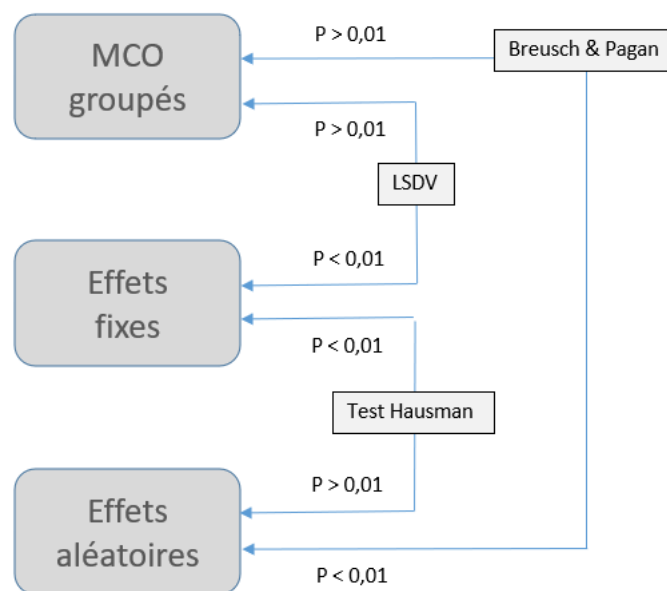 P > 0,01
Breusch & Pagan
MCO
groupés
P > 0,01
LSDV
P < 0,01
Effets
fixes
P < 0,01
Test Hausman
P > 0,01
Effets
aléatoires
P < 0,01